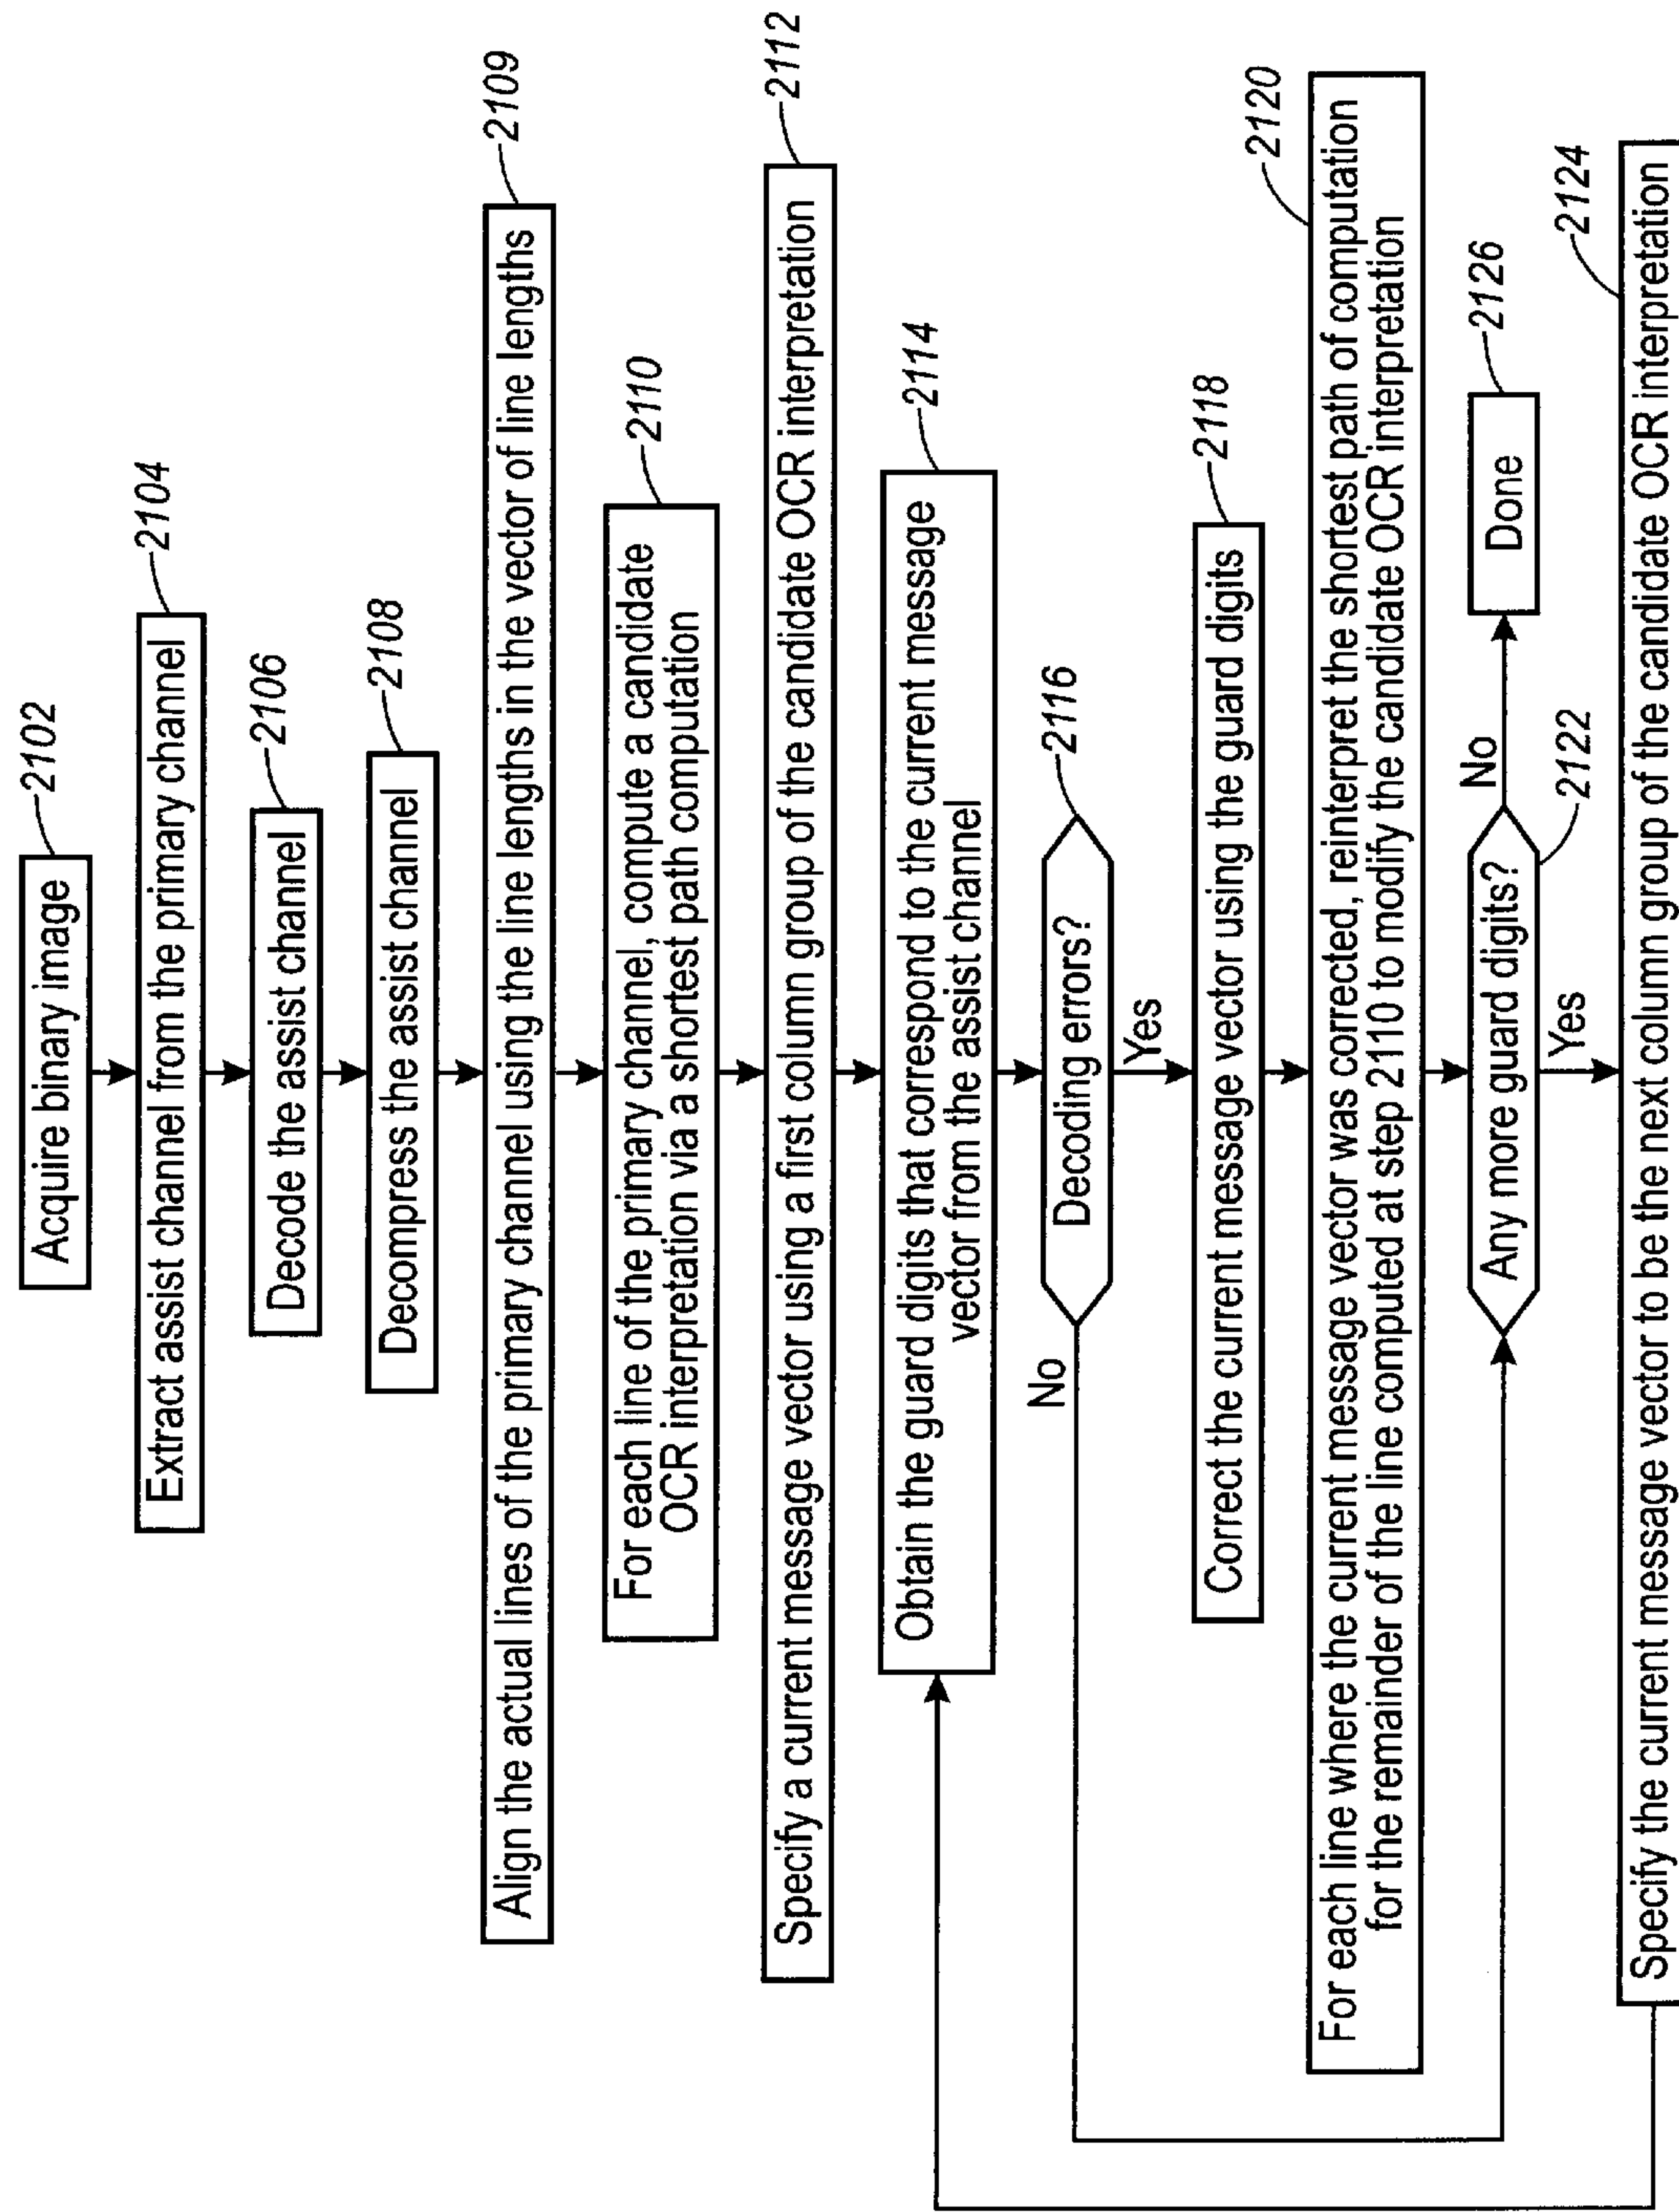 Acquire binary image
2102
Extract assist channel from the primary channel
2104
Decode the assist channel
2106
Decompress the assist channel
2108
Align the actual lines of the primary channel using the line lengths in the vector of line lengths
2109
For each line of the primary channel, compute a candidate
OCR interpretation via a shortest path computation
2110
Specify a current message vector using a first column group of the candidate OCR interpretation
2112
Obtain the guard digits that correspond to the current message
vector from the assist channel
2114
Decoding errors?
2116
No
Yes
Correct the current message vector using the guard digits
2118
For each line where the current message vector was corrected, reinterpret the shortest path of computation
for the remainder of the line computed at step 2110 to modify the candidate OCR interpretation
2120
Any more guard digits?
2122
No
Done
2126
Yes
Specify the current message vector to be the next column group of the candidate OCR interpretation
2124